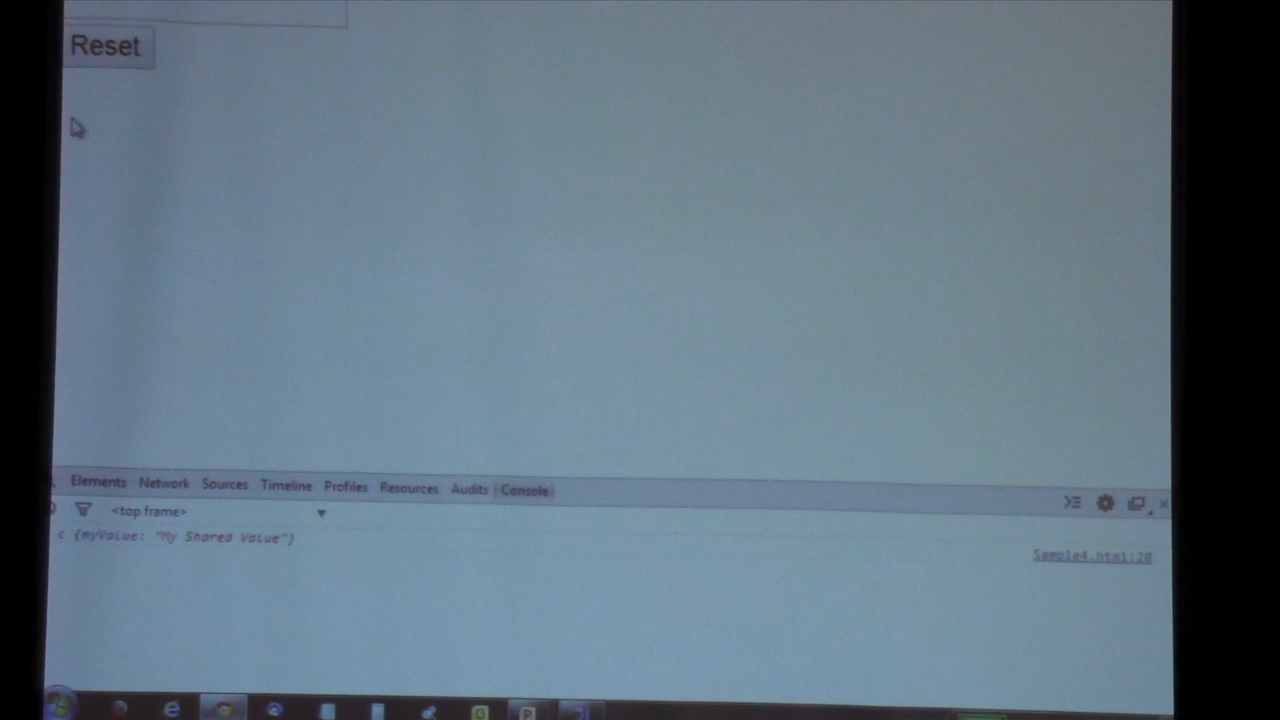 Reset
Elements Network Sources Timeline Profiles Resources Audits Console
<top frame>
c {myValue: "My Shared Value"}
Sample4.html:28